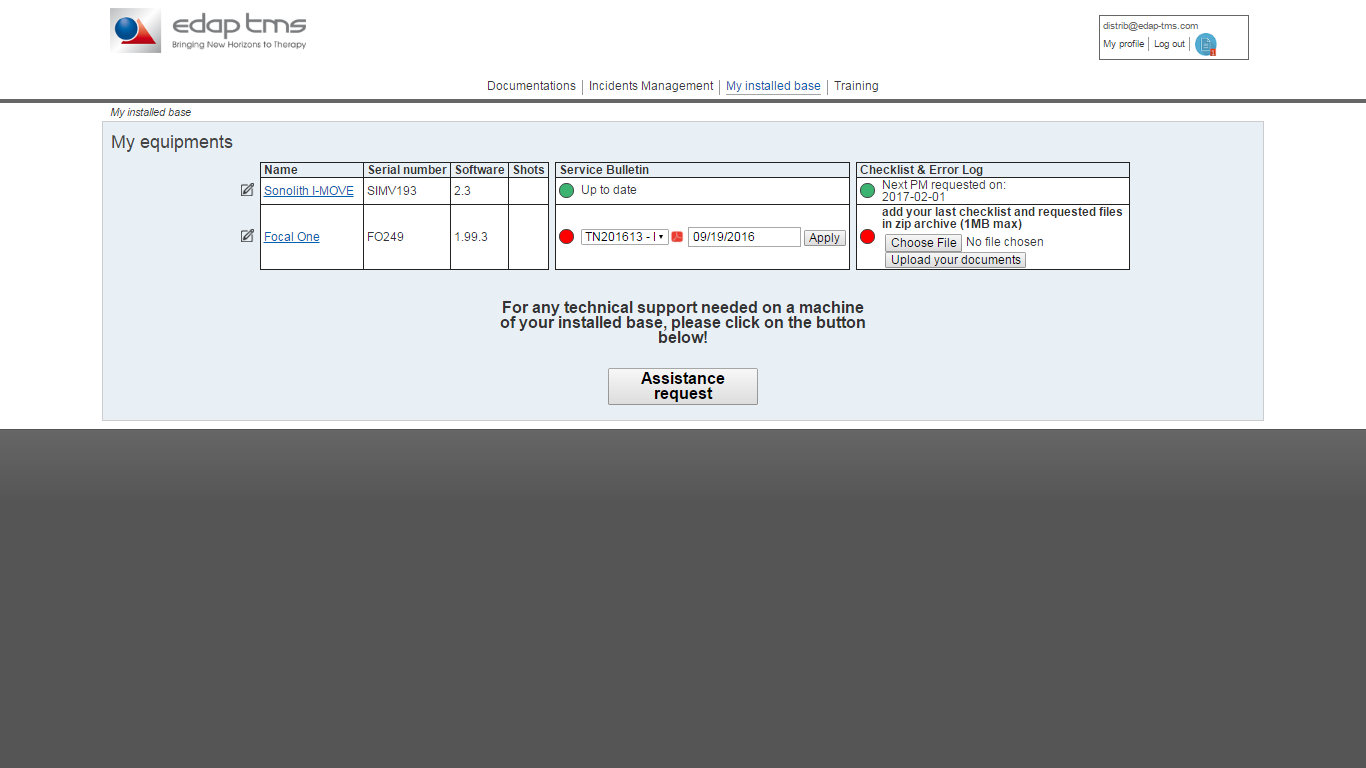 edap tms
Bringing New Horizons to Therapy
distrib@edap-tms.com
My profile Log out
Documentations Incidents Management My installed base Training
My installed base
My equipments
Name Serial number Software Shots Service Bulletin Checklist & Error Log
Sonolith I-MOVE SIMV193 2.3 Up to date Next PM requested on:
2017-02-01
Focal One FO249 1.99.3 TN201613 - I 09/19/2016 Apply add your last checklist and requested files
in zip archive (1MB max)
Choose File No file chosen
Upload your documents
For any technical support needed on a machine
of your installed base, please click on the button
below!
Assistance
request